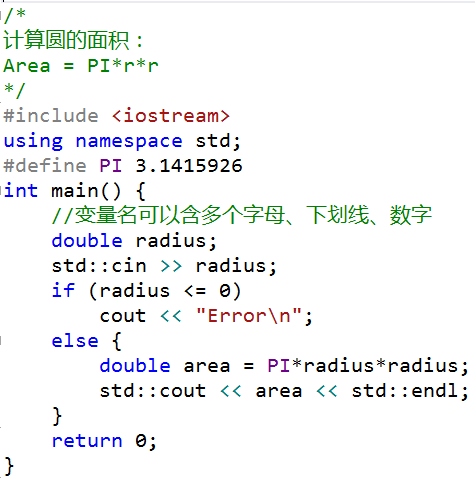 /*
计算圆的面积：
Area = PI*r*r
*/
#include <iostream>
using namespace std;
#define PI 3.1415926
int main() {
    //变量名可以含多个字母、下划线、数字
    double radius;
    std::cin >> radius;
    if (radius <= 0)
        cout << "Error\n";
    else {
        double area = PI*radius*radius;
        std::cout << area << std::endl;
    }
    return 0;
}